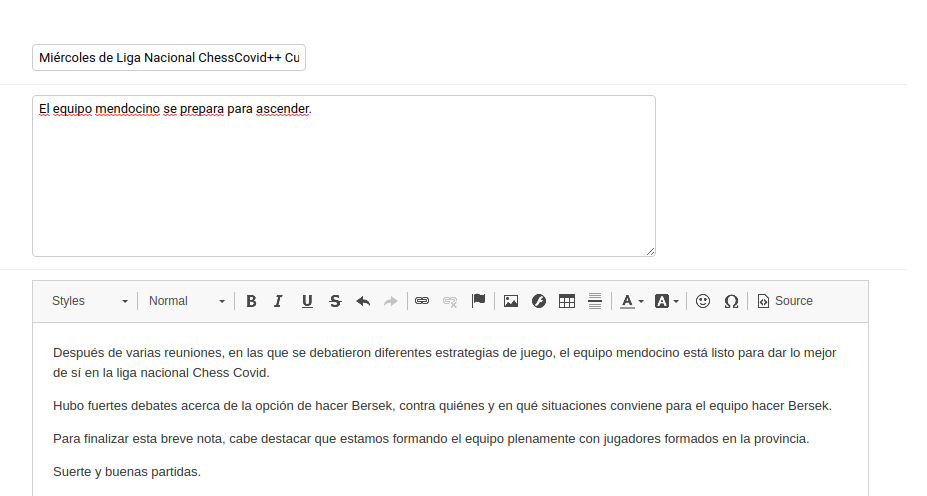 Miércoles de Liga Nacional ChessCovid++ Cu
El equipo mendocino se prepara para ascender.
Styles Normal B I U S A A Ω Source
Después de varias reuniones, en las que se debatieron diferentes estrategias de juego, el equipo mendocino está listo para dar lo mejor
de sí en la liga nacional Chess Covid.
Hubo fuertes debates acerca de la opción de hacer Bersek, contra quiénes y en qué situaciones conviene para el equipo hacer Bersek.
Para finalizar esta breve nota, cabe destacar que estamos formando el equipo plenamente con jugadores formados en la provincia.
Suerte y buenas partidas.